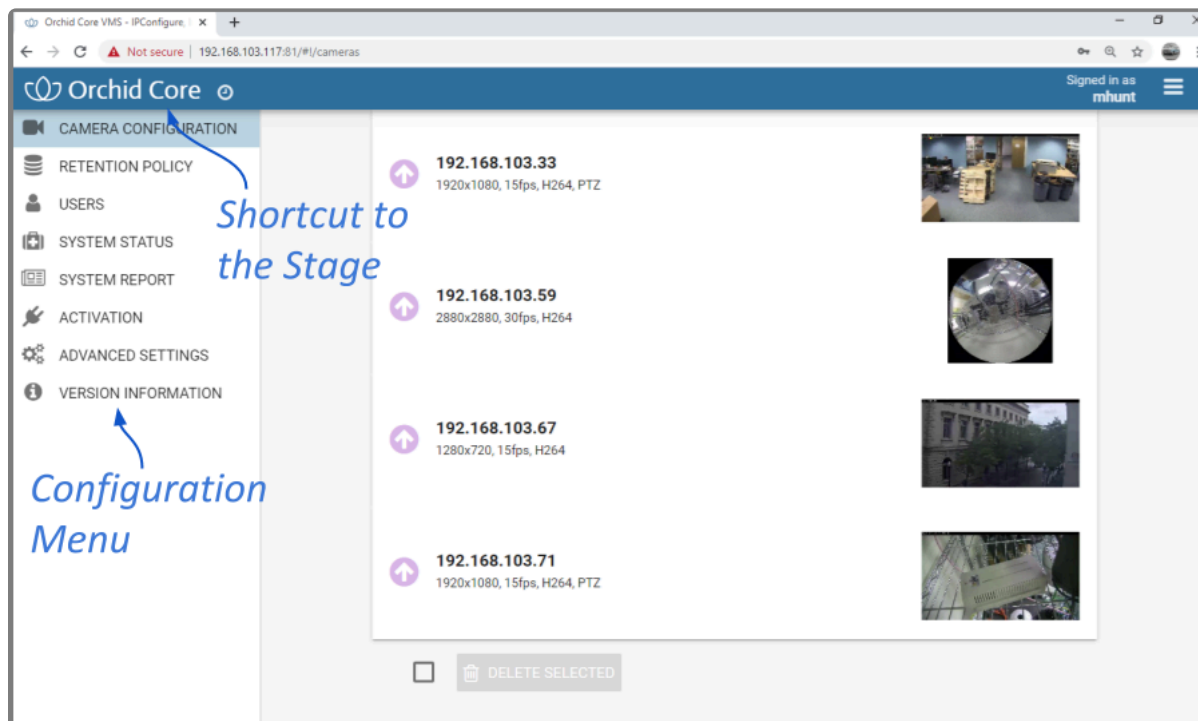 Orchid Core VMS - IPConfigure, I
Not secure | 192.168.103.117:81/#!/cameras
Orchid Core
Signed in as
mhunt
CAMERA CONFIGURATION
RETENTION POLICY
USERS
SYSTEM STATUS
SYSTEM REPORT
ACTIVATION
ADVANCED SETTINGS
VERSION INFORMATION
Shortcut to
the Stage
Configuration
Menu
192.168.103.33
1920x1080, 15fps, H264, PTZ
192.168.103.59
2880x2880, 30fps, H264
192.168.103.67
1280x720, 15fps, H264
192.168.103.71
1920x1080, 15fps, H264, PTZ
DELETE SELECTED